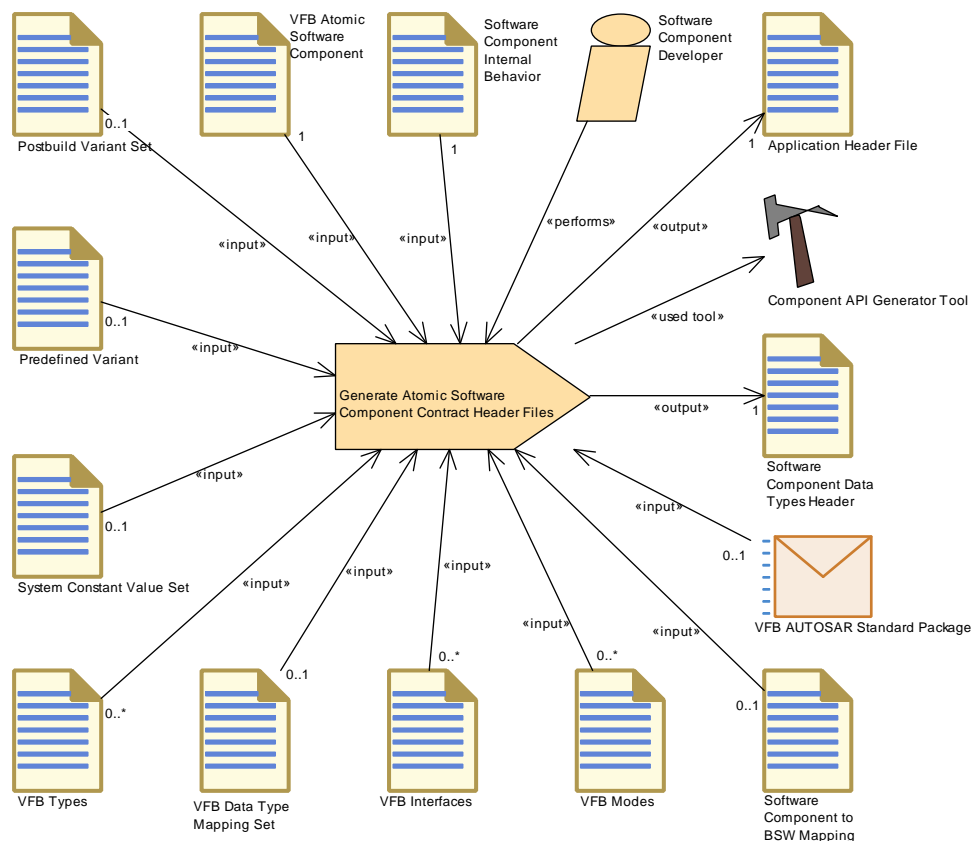 VFB Atomic
Software
Component
Software
Component
Internal
Behavior
Software
Component
Developer
0..1
1
1
1
Postbuild Variant Set
Application Header File
«input»
«input»
«input»
«performs»
«output»
Component API Generator Tool
0..1
«used tool»
Predefined Variant
«input»
Generate Atomic Software
Component Contract Header Files
«output»
1
Software
Component Data
Types Header
«input»
0..1
System Constant Value Set
«input»
0..1
VFB AUTOSAR Standard Package
«input»
«input»
«input»
«input»
«input»
0..*
0..1
0..*
0..*
0..1
VFB Types
VFB Data Type
Mapping Set
VFB Interfaces
VFB Modes
Software
Component to
BSW Mapping